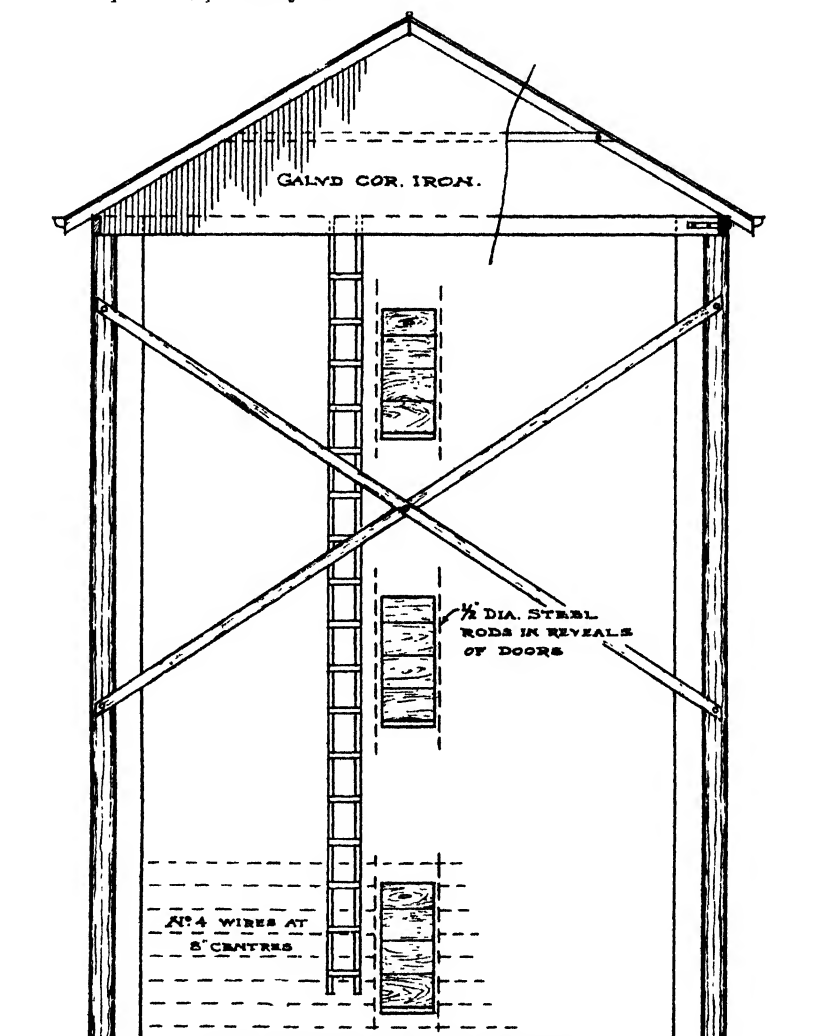 GALVD COR. IRON.
½" DIA. STEEL
RODS IN REVEALS
OF DOORS
No. 4 WIRES AT
8" CENTRES